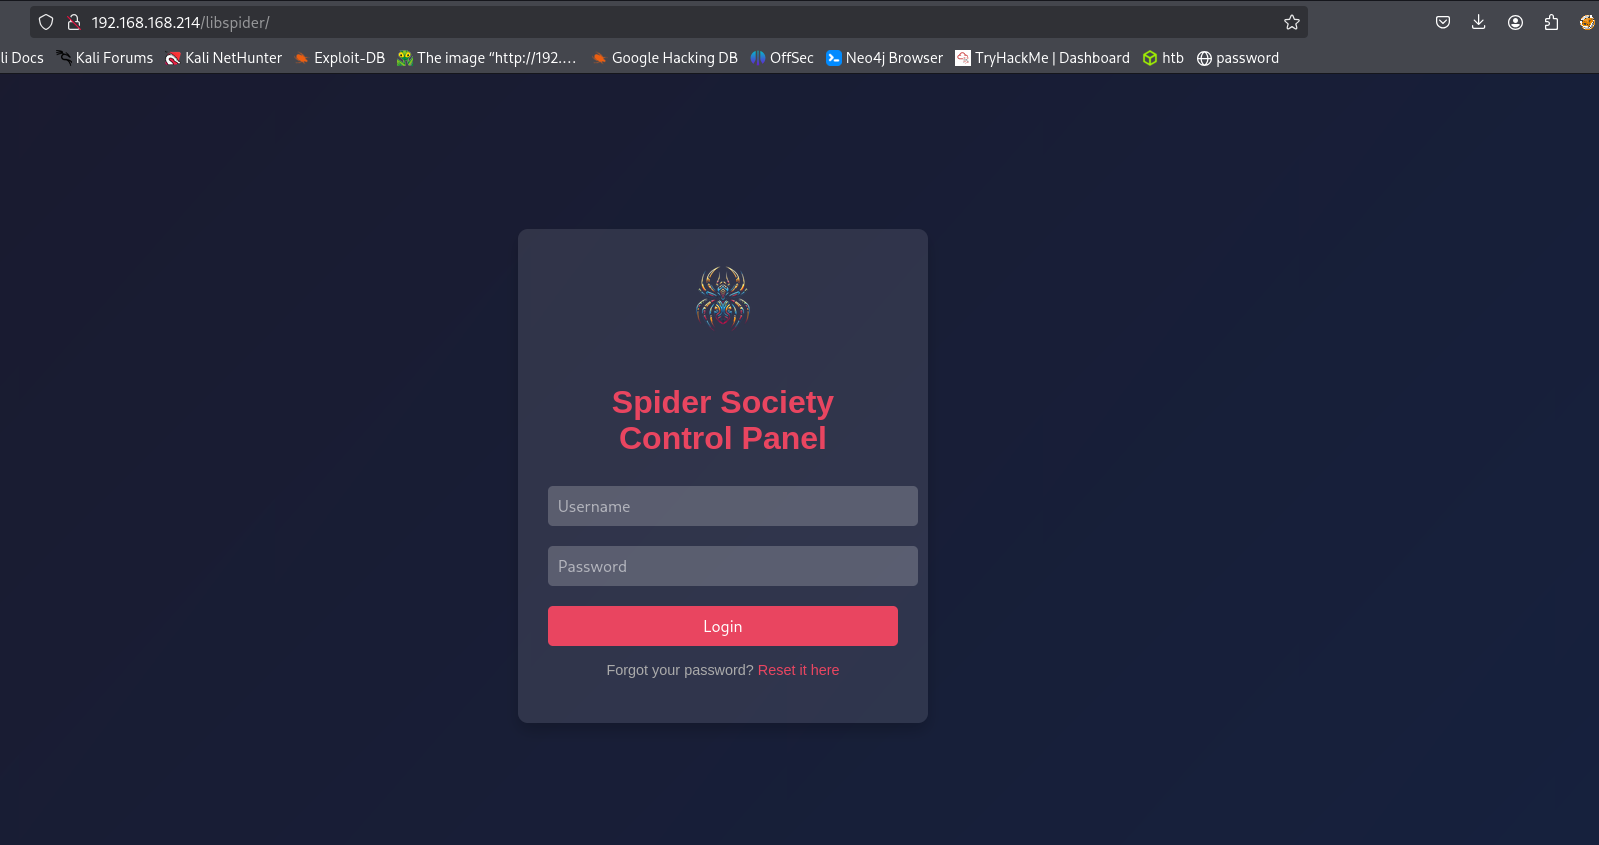 192.168.168.214/libspider/
li Docs Kali Forums Kali NetHunter Exploit-DB The image “http://192.… Google Hacking DB OffSec Neo4j Browser TryHackMe | Dashboard htb password
Spider Society
Control Panel
Username
Password
Login
Forgot your password? Reset it here